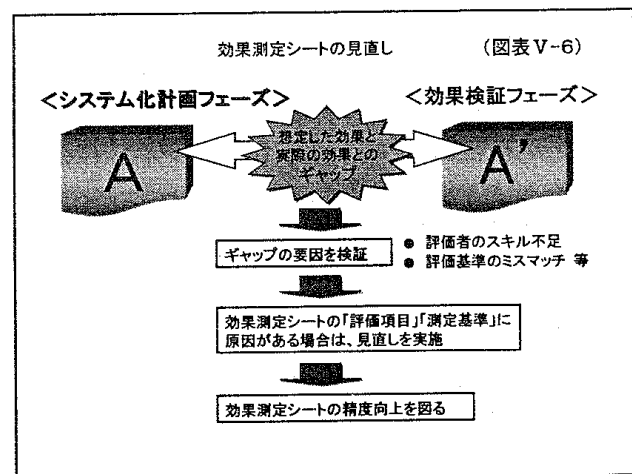 効果測定シートの見直し
（図表Ⅴ-6）
＜システム化計画フェーズ＞
＜効果検証フェーズ＞
A
想定した効果と
実際の効果との
ギャップ
A'
ギャップの要因を検証
● 評価者のスキル不足
● 評価基準のミスマッチ 等
効果測定シートの「評価項目」「測定基準」に
原因がある場合は、見直しを実施
効果測定シートの精度向上を図る